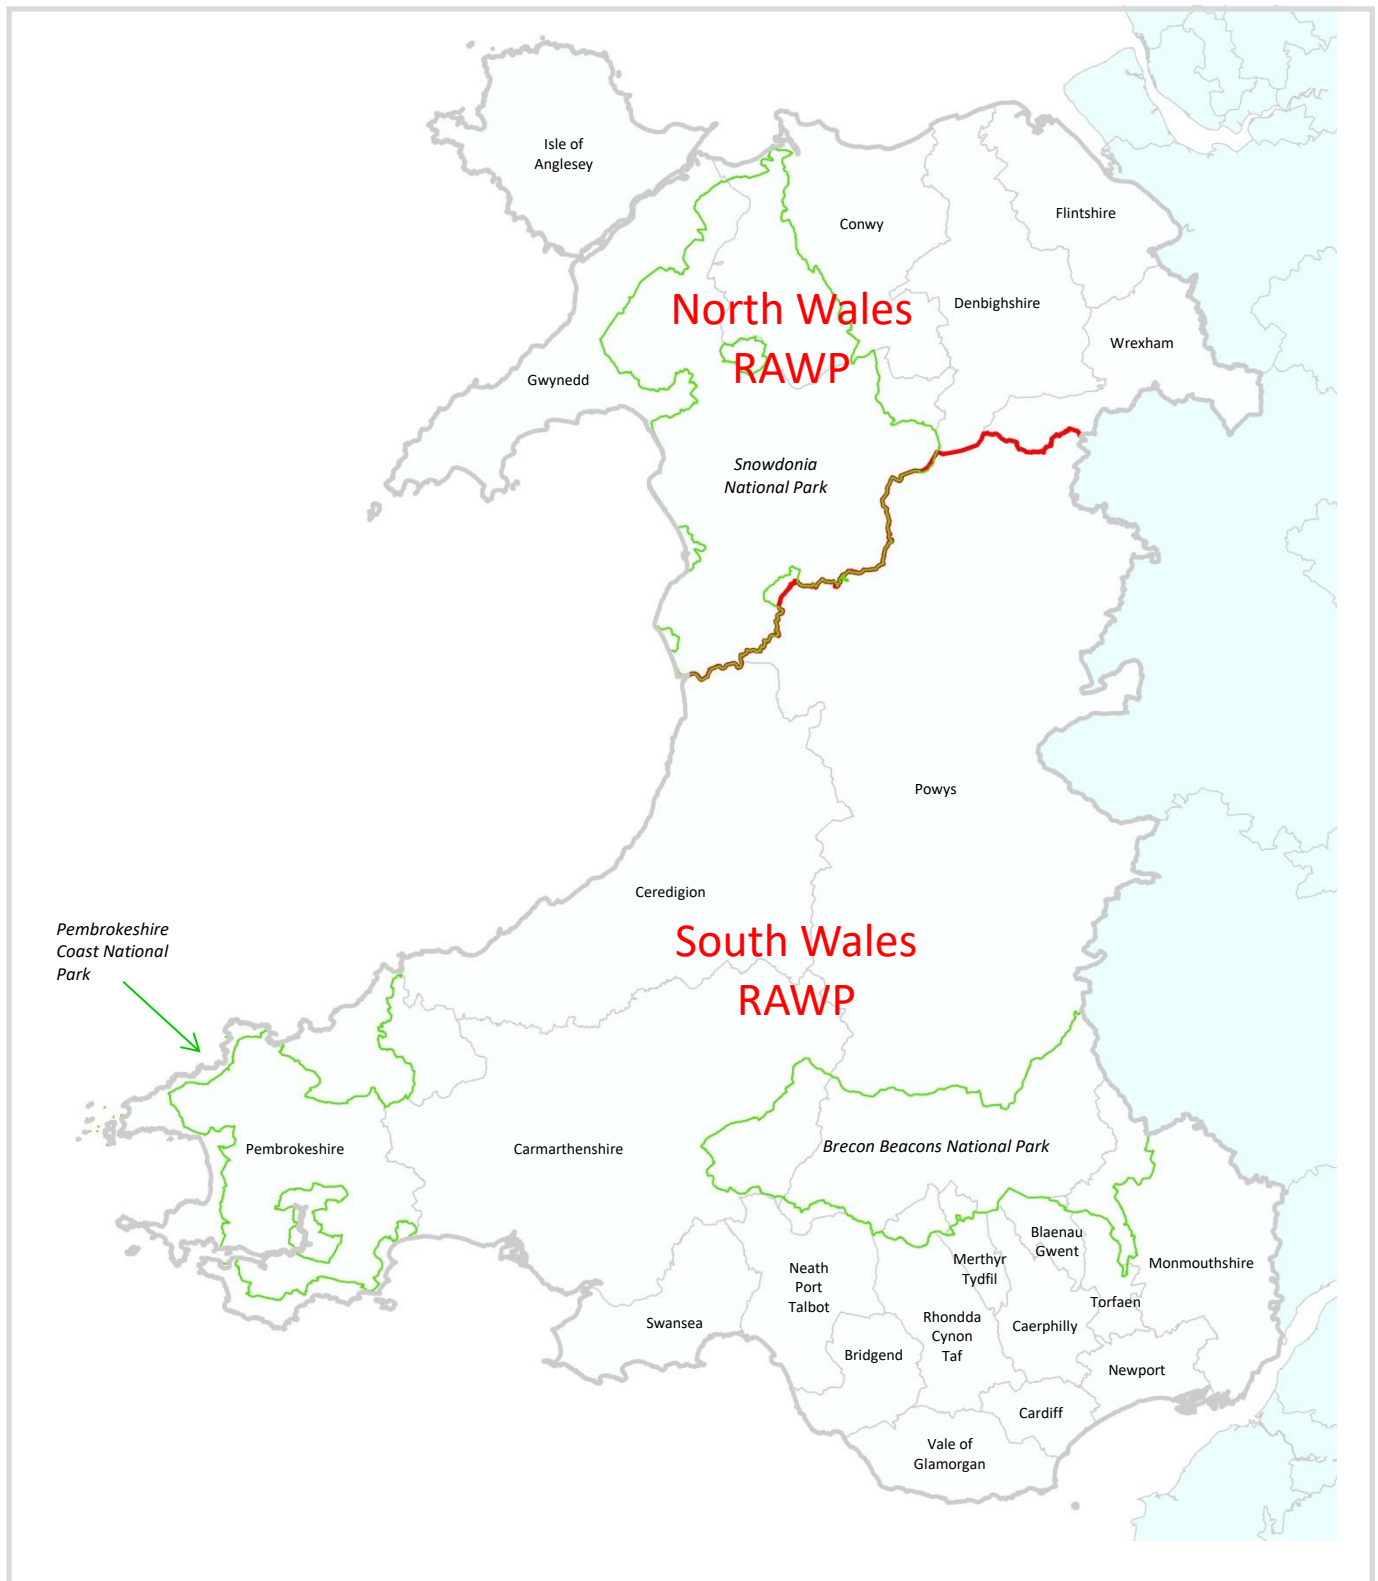 Isle of
Anglesey
Conwy
Flintshire
Denbighshire
North Wales
RAWP
Wrexham
Gwynedd
Snowdonia
National Park
Powys
Ceredigion
South Wales
RAWP
Pembrokeshire
Coast National
Park
Pembrokeshire
Carmarthenshire
Brecon Beacons National Park
Blaenau
Gwent
Merthyr
Tydfil
Monmouthshire
Neath
Port
Talbot
Torfaen
Swansea
Rhondda
Cynon
Taf
Caerphilly
Bridgend
Newport
Cardiff
Vale of
Glamorgan